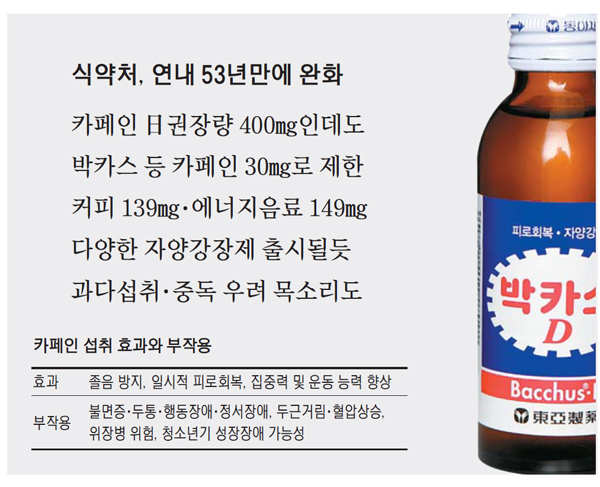 식약처, 연내 53년만에 완화
카페인 日권장량 400㎎인데도
박카스 등 카페인 30㎎로 제한
커피 139㎎·에너지음료 149㎎
다양한 자양강장제 출시될듯
과다섭취·중독 우려 목소리도
카페인 섭취 효과와 부작용
효과 졸음 방지, 일시적 피로회복, 집중력 및 운동 능력 향상
부작용 불면증·두통·행동장애·정서장애, 두근거림·혈압상승,
위장병 위험, 청소년기 성장장애 가능성
피로회복·자양강
박카스
D
Bacchus®
東亞製藥